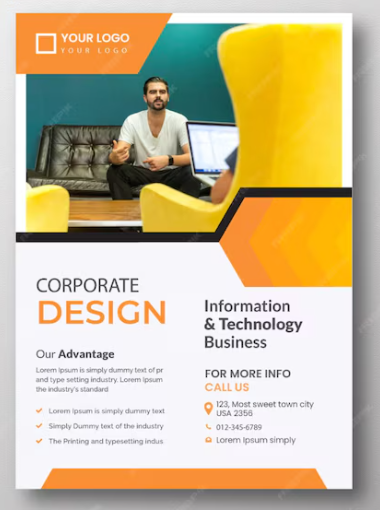 YOUR LOGO
YOUR LOGO
CORPORATE
DESIGN
Our Advantage
Lorem Ipsum is simply dummy text of pr
and type setting industry. Lorem Ipsum
the industry's standard
Lorem Ipsum is simply dummy text
Simply Dummy text of the industry
The Printing and typesetting indus
Information
& Technology
Business
FOR MORE INFO
CALL US
123, Most sweet town city
USA 2356
012-345-6789
Lorem Ipsum simply